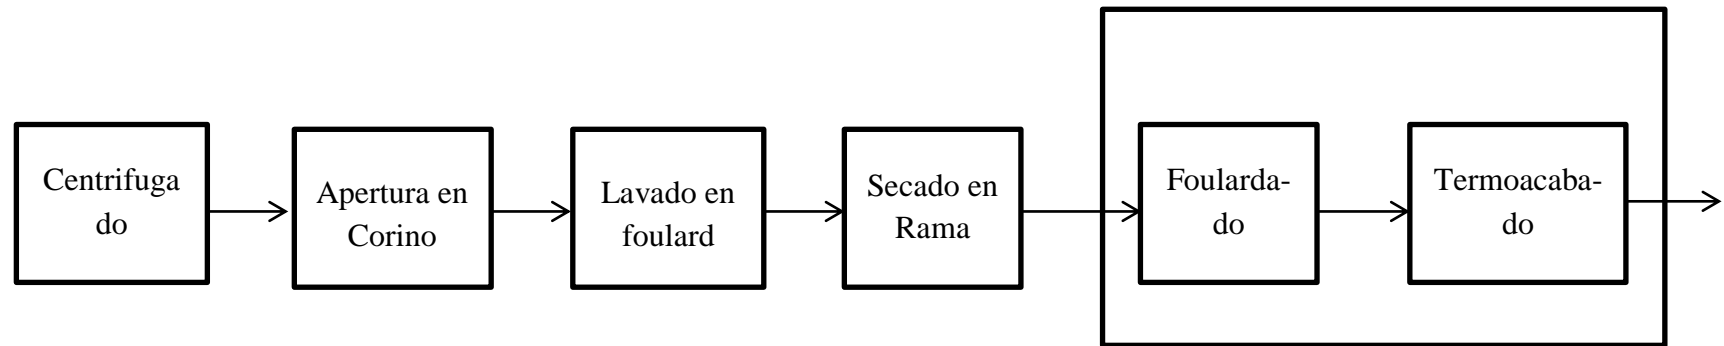 Centrifuga
do
Apertura en
Corino
Lavado en
foulard
Secado en
Rama
Foularda-
do
Termoacaba-
do